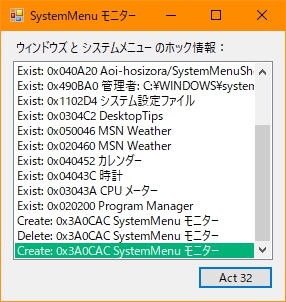 SystemMenu モニター
ウィンドウズ と システムメニュー のホック情報：
Exist: 0x040A20 Aoi-hosizora/SystemMenuSh
Exist: 0x490BA0 管理者: C:¥WINDOWS¥system
Exist: 0x1102D4 システム設定ファイル
Exist: 0x0304C2 DesktopTips
Exist: 0x050046 MSN Weather
Exist: 0x020460 MSN Weather
Exist: 0x040452 カレンダー
Exist: 0x04043C 時計
Exist: 0x03043A CPU メーター
Exist: 0x020200 Program Manager
Create: 0x3A0CAC SystemMenu モニター
Delete: 0x3A0CAC SystemMenu モニター
Create: 0x3A0CAC SystemMenu モニター
Act 32